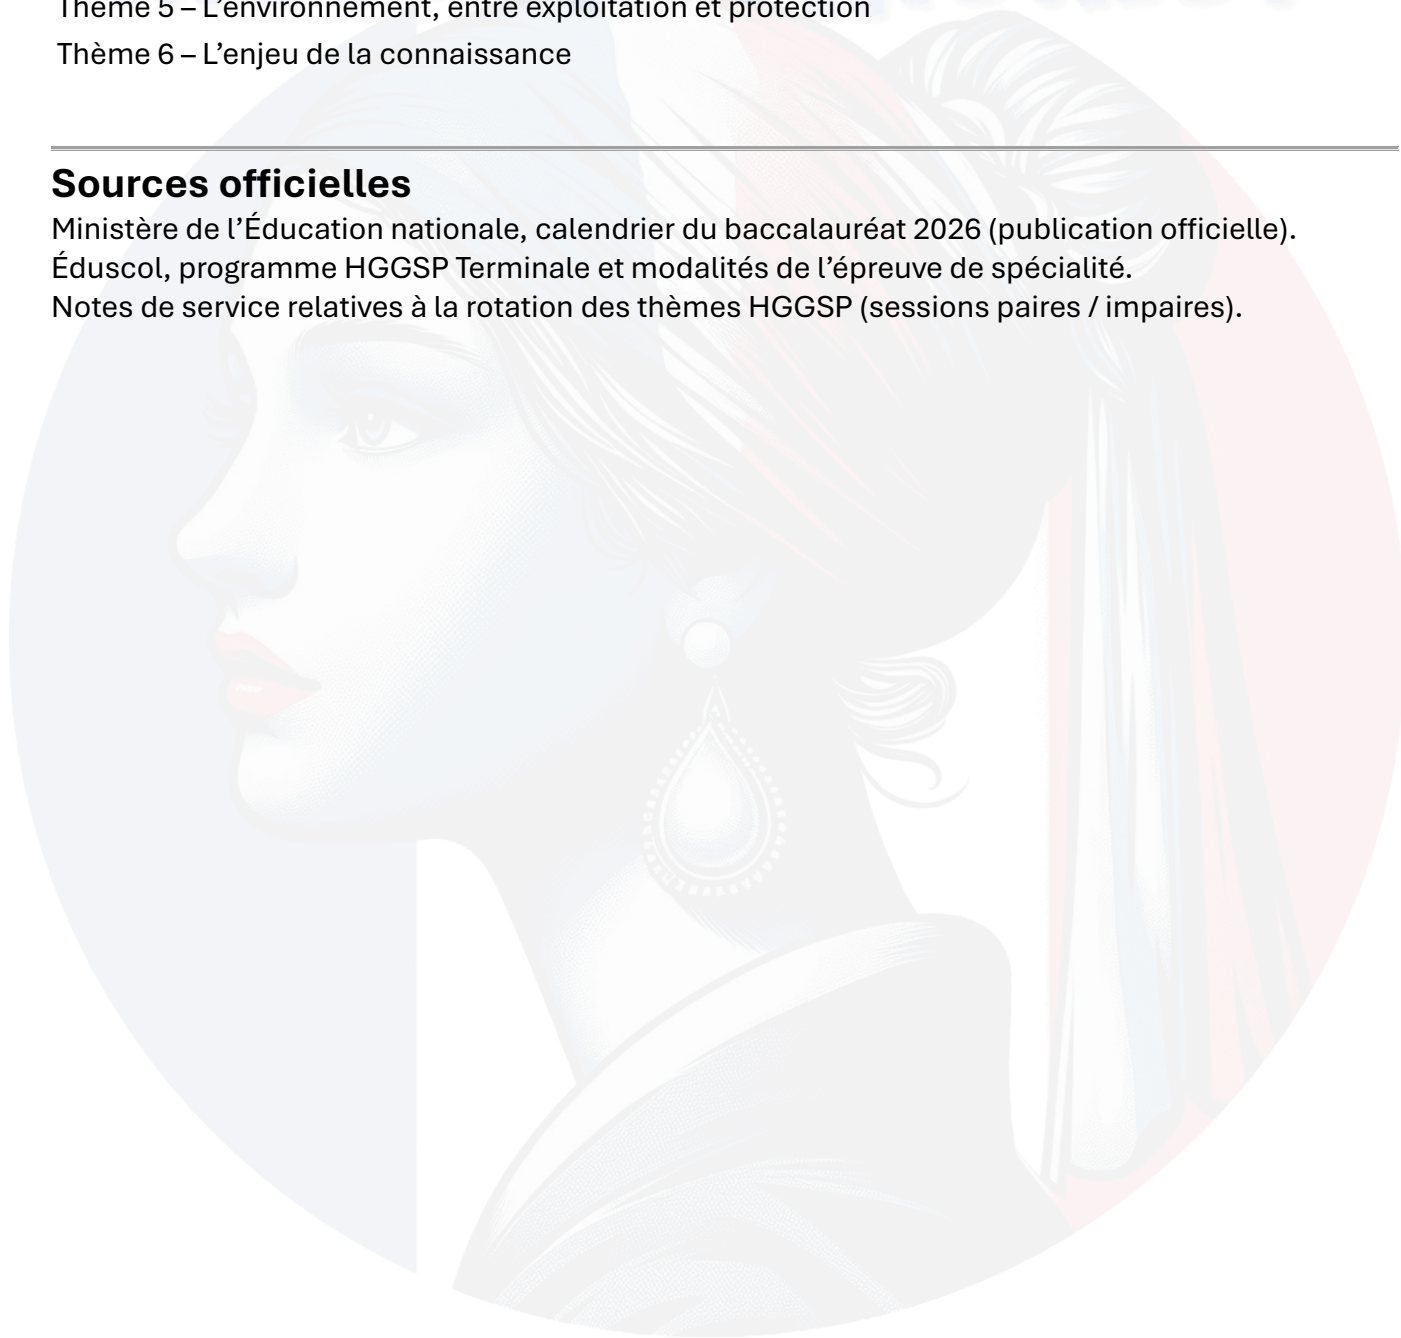 Thème 5 – L’environnement, entre exploitation et protection
Thème 6 – L’enjeu de la connaissance
Sources officielles
Ministère de l’Éducation nationale, calendrier du baccalauréat 2026 (publication officielle).
Éduscol, programme HGGSP Terminale et modalités de l’épreuve de spécialité.
Notes de service relatives à la rotation des thèmes HGGSP (sessions paires / impaires).